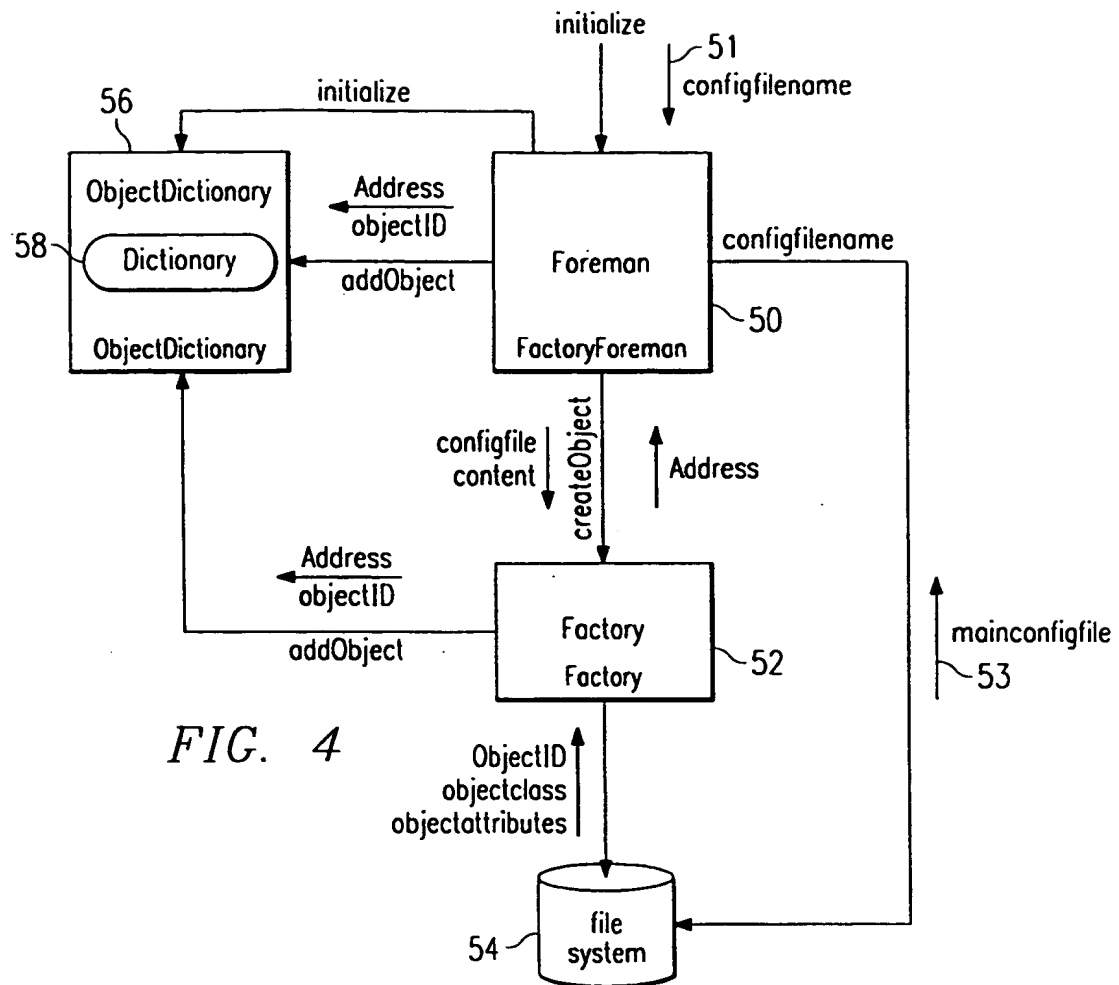 initialize
51
configfilename
initialize
56
ObjectDictionary
Address
objectID
58
Dictionary
addObject
Foreman
configfilename
50
ObjectDictionary
FactoryForeman
configfile
content
createObject
Address
Address
objectID
addObject
Factory
Factory
52
mainconfigfile
53
FIG. 4
ObjectID
objectclass
objectattributes
file
system
54